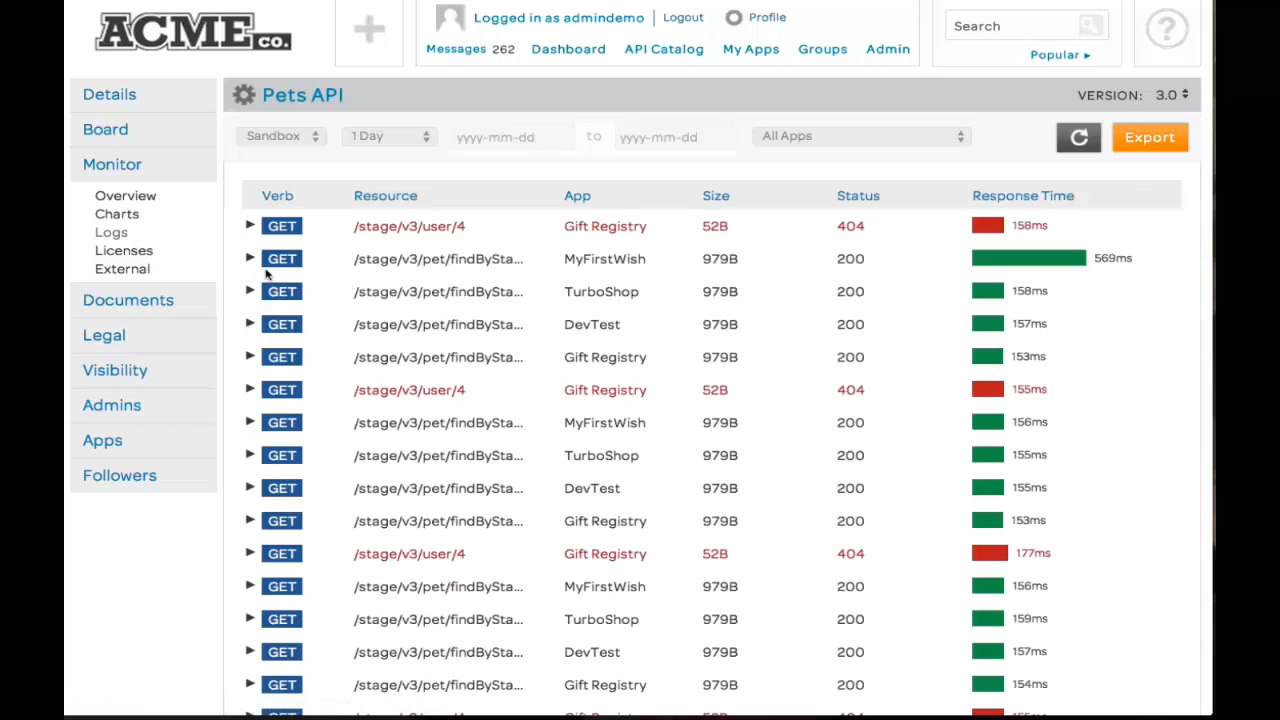 ACME co.
Logged in as admindemo | Logout Profile
Messages 262 Dashboard API Catalog My Apps Groups Admin
Search
Popular ▸
?
Details
Board
Monitor
Overview
Charts
Logs
Licenses
External
Documents
Legal
Visibility
Admins
Apps
Followers
Pets API VERSION: 3.0
Sandbox 1 Day yyyy-mm-dd to yyyy-mm-dd All Apps Export
Verb Resource App Size Status Response Time
GET /stage/v3/user/4 Gift Registry 52B 404 158ms
GET /stage/v3/pet/findBySta... MyFirstWish 979B 200 569ms
GET /stage/v3/pet/findBySta... TurboShop 979B 200 158ms
GET /stage/v3/pet/findBySta... DevTest 979B 200 157ms
GET /stage/v3/pet/findBySta... Gift Registry 979B 200 153ms
GET /stage/v3/user/4 Gift Registry 52B 404 155ms
GET /stage/v3/pet/findBySta... MyFirstWish 979B 200 156ms
GET /stage/v3/pet/findBySta... TurboShop 979B 200 155ms
GET /stage/v3/pet/findBySta... DevTest 979B 200 155ms
GET /stage/v3/pet/findBySta... Gift Registry 979B 200 153ms
GET /stage/v3/user/4 Gift Registry 52B 404 177ms
GET /stage/v3/pet/findBySta... MyFirstWish 979B 200 156ms
GET /stage/v3/pet/findBySta... TurboShop 979B 200 159ms
GET /stage/v3/pet/findBySta... DevTest 979B 200 157ms
GET /stage/v3/pet/findBySta... Gift Registry 979B 200 154ms